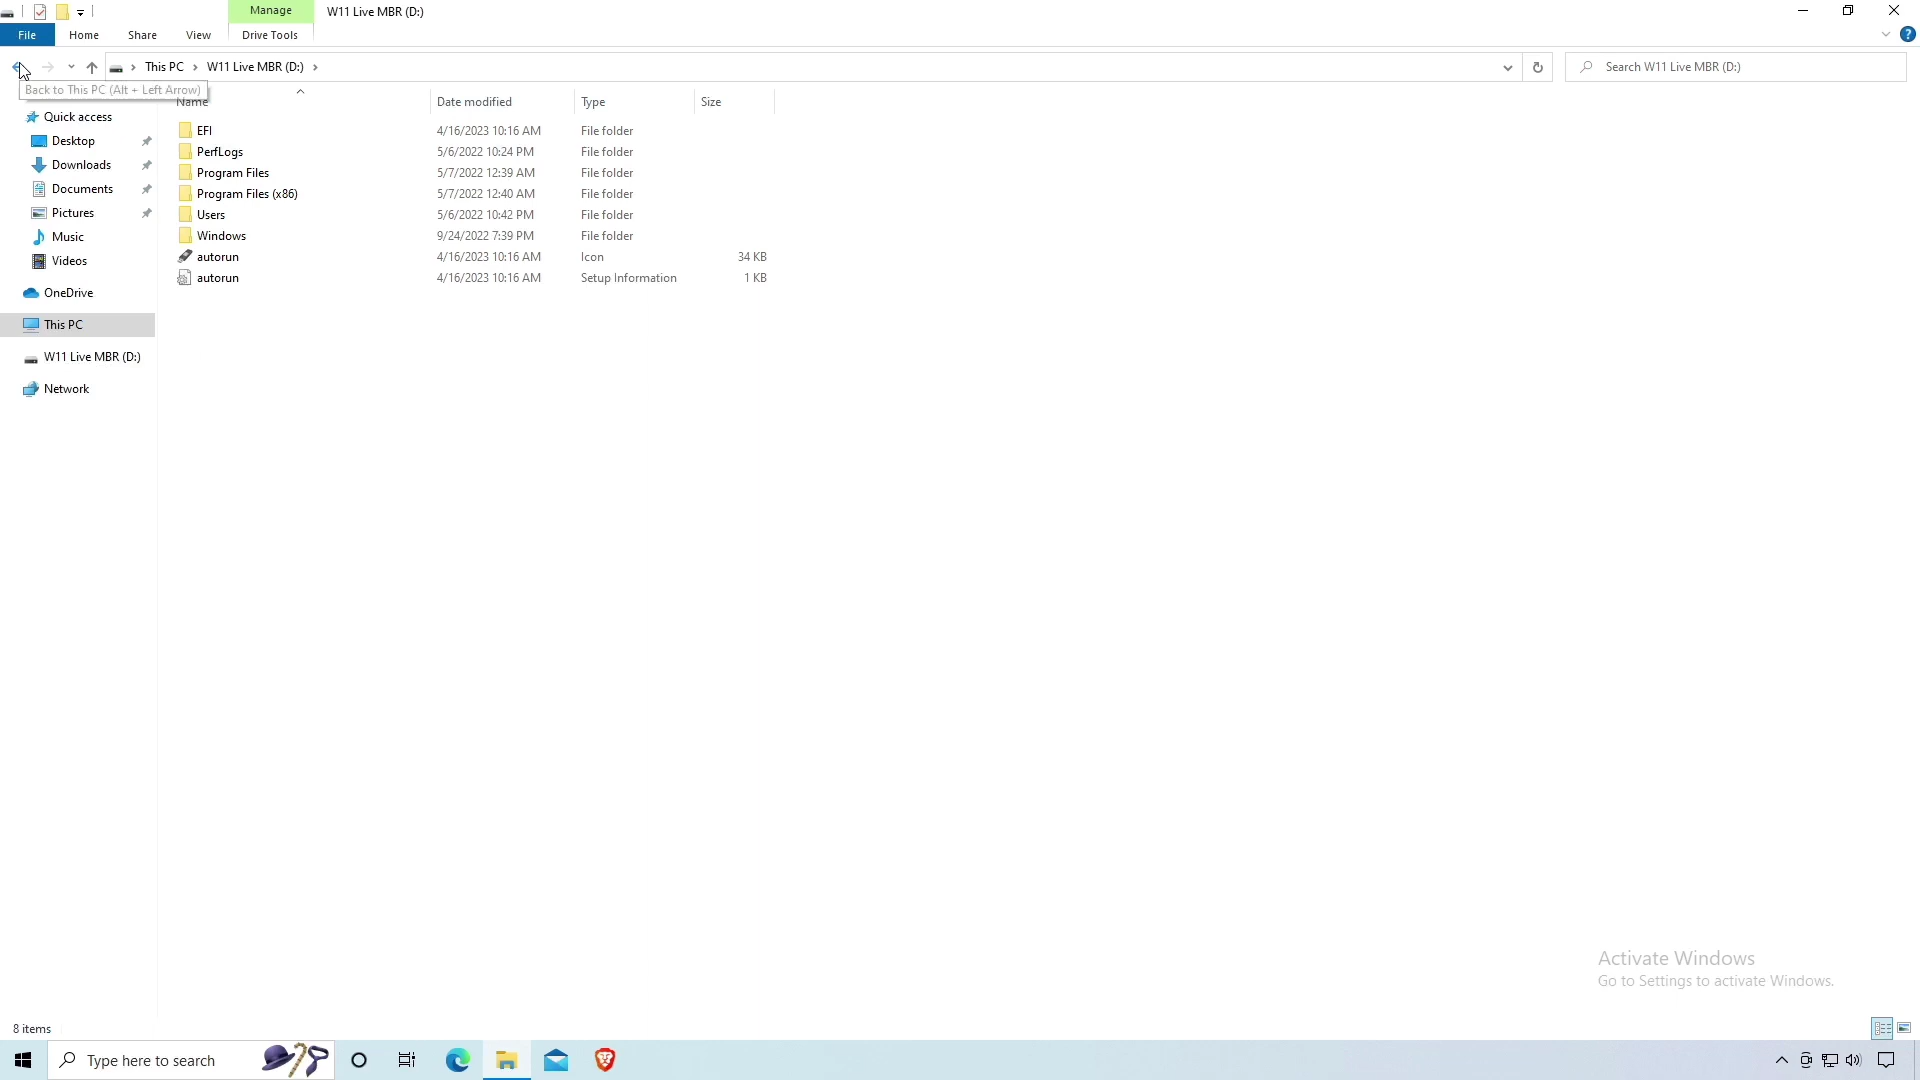 Manage
W11 Live MBR (D:)
File
Home
Share
View
Drive Tools
This PC
W11 Live MBR (D:)
Search W11 Live MBR (D:)
Back to This PC (Alt + Left Arrow)
Name
Date modified
Type
Size
Quick access
Desktop
Downloads
Documents
Pictures
Music
Videos
OneDrive
This PC
W11 Live MBR (D:)
Network
EFI 4/16/2023 10:16 AM File folder
PerfLogs 5/6/2022 10:24 PM File folder
Program Files 5/7/2022 12:39 AM File folder
Program Files (x86) 5/7/2022 12:40 AM File folder
Users 5/6/2022 10:42 PM File folder
Windows 9/24/2022 7:39 PM File folder
autorun 4/16/2023 10:16 AM Icon 34 KB
autorun 4/16/2023 10:16 AM Setup Information 1 KB
Activate Windows
Go to Settings to activate Windows.
8 items
Type here to search